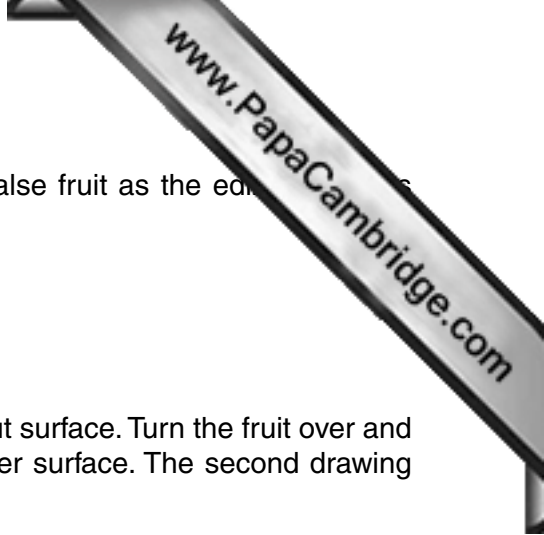 www.PapaCambridge.com
alse fruit as the
ut surface. Turn the fruit over and
er surface. The second drawing